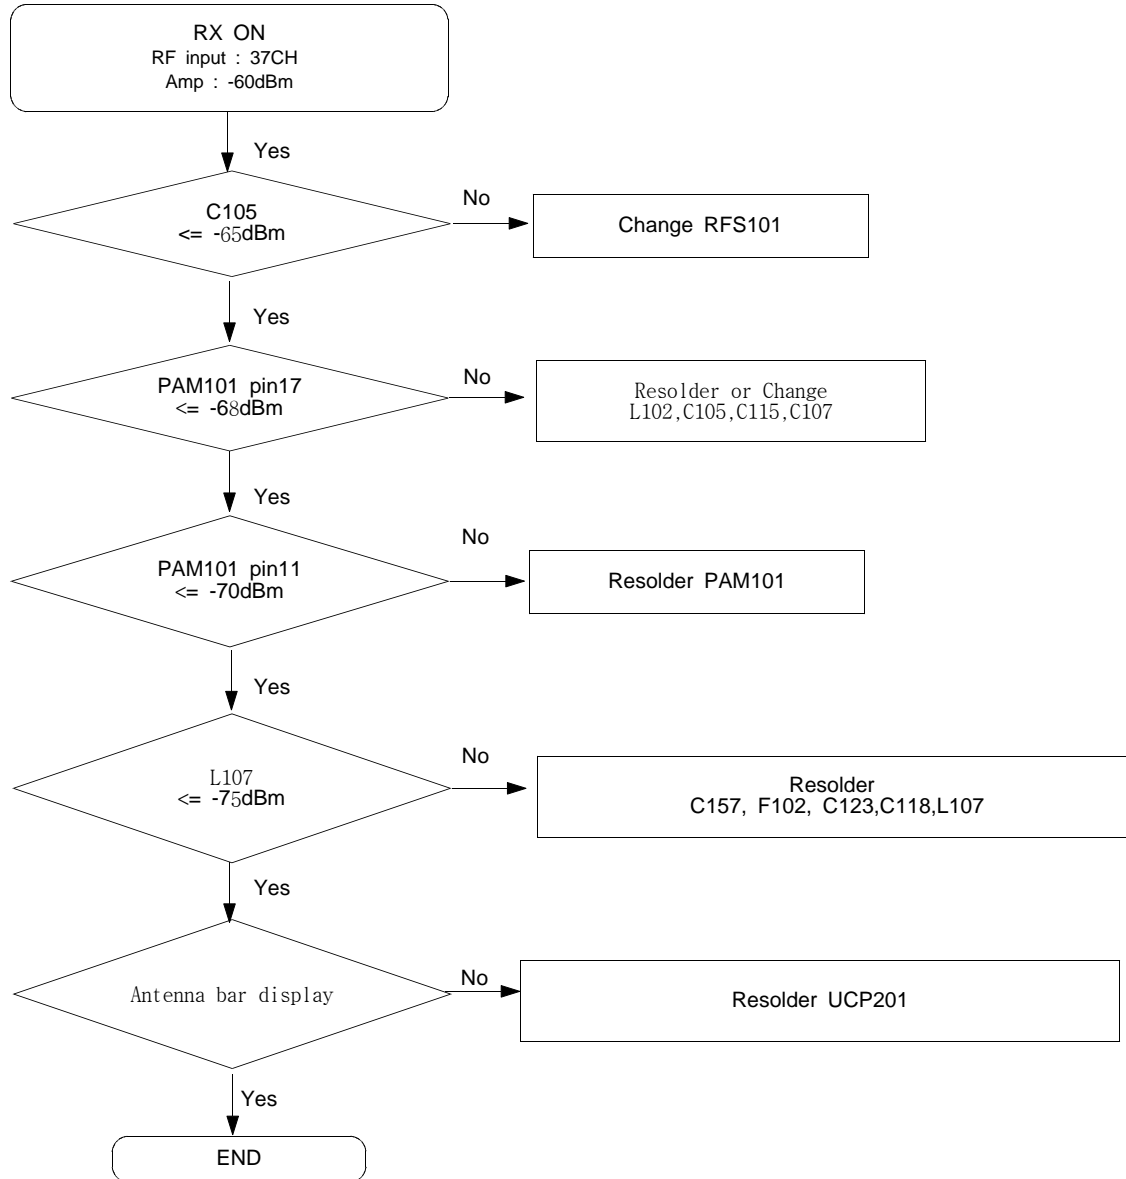 RX ON
RF input : 37CH
Amp : -60dBm
Yes
C105
<= -65dBm
No
Change RFS101
Yes
PAM101 pin17
<= -68dBm
No
Resolder or Change
L102,C105,C115,C107
Yes
PAM101 pin11
<= -70dBm
No
Resolder PAM101
Yes
L107
<= -75dBm
No
Resolder
C157, F102, C123,C118,L107
Yes
Antenna bar display
No
Resolder UCP201
Yes
END